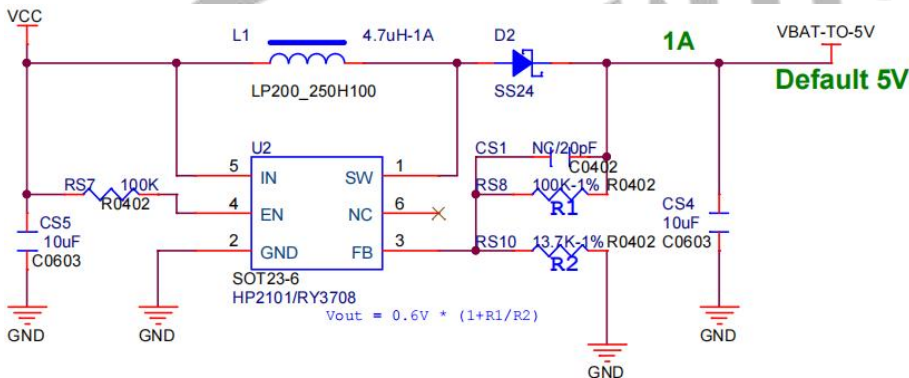 VCC
L1 4.7uH-1A D2 1A VBAT-TO-5V
Default 5V
LP200_250H100 SS24
U2 CS1 NC/20pF
C0402
5 IN SW 1
RS7 100K RS8 100K-1% R0402
R0402 R1
4 EN NC 6
CS5 CS4
10uF 10uF
C0603 C0603
2 GND FB 3
RS10 13.7K-1% R0402
R2
SOT23-6
HP2101/RY3708
Vout = 0.6V * (1+R1/R2)
GND GND GND
GND